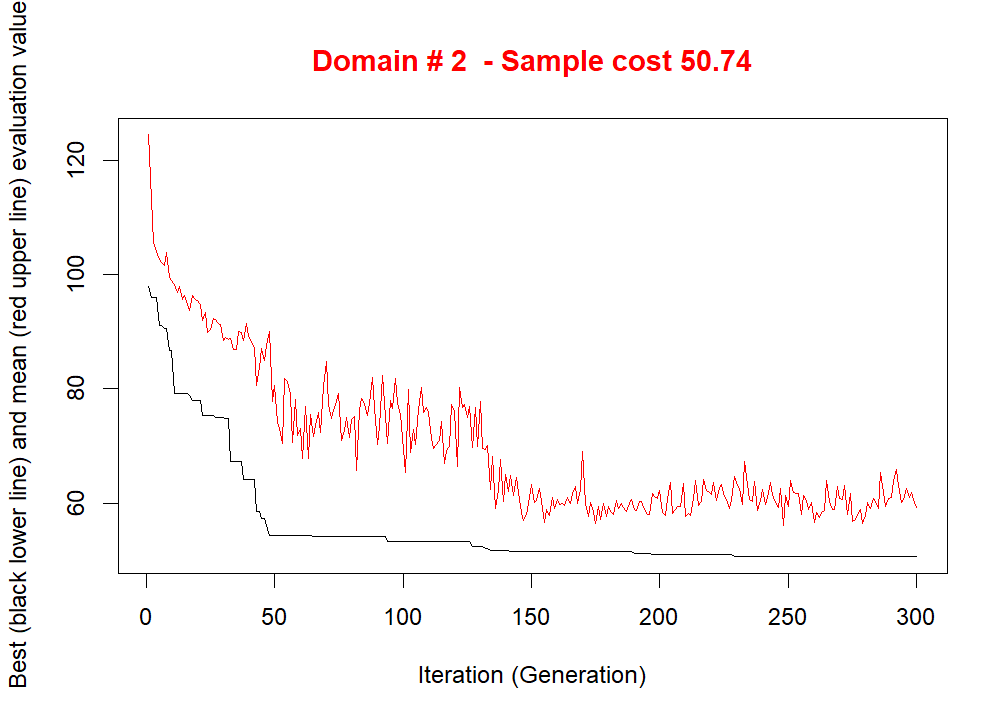 Domain # 2  - Sample cost 50.74
Best (black lower line) and mean (red upper line) evaluation value
120
100
80
60
0 50 100 150 200 250 300
Iteration (Generation)